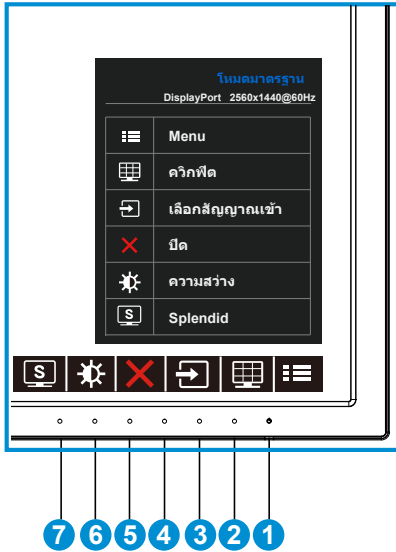 โหมดมาตรฐาน
DisplayPort 2560x1440@60Hz
Menu
ควิกฟิต
เลือกสัญญาณเข้า
ปิด
ความสว่าง
S Splendid
S
7 6 5 4 3 2 1